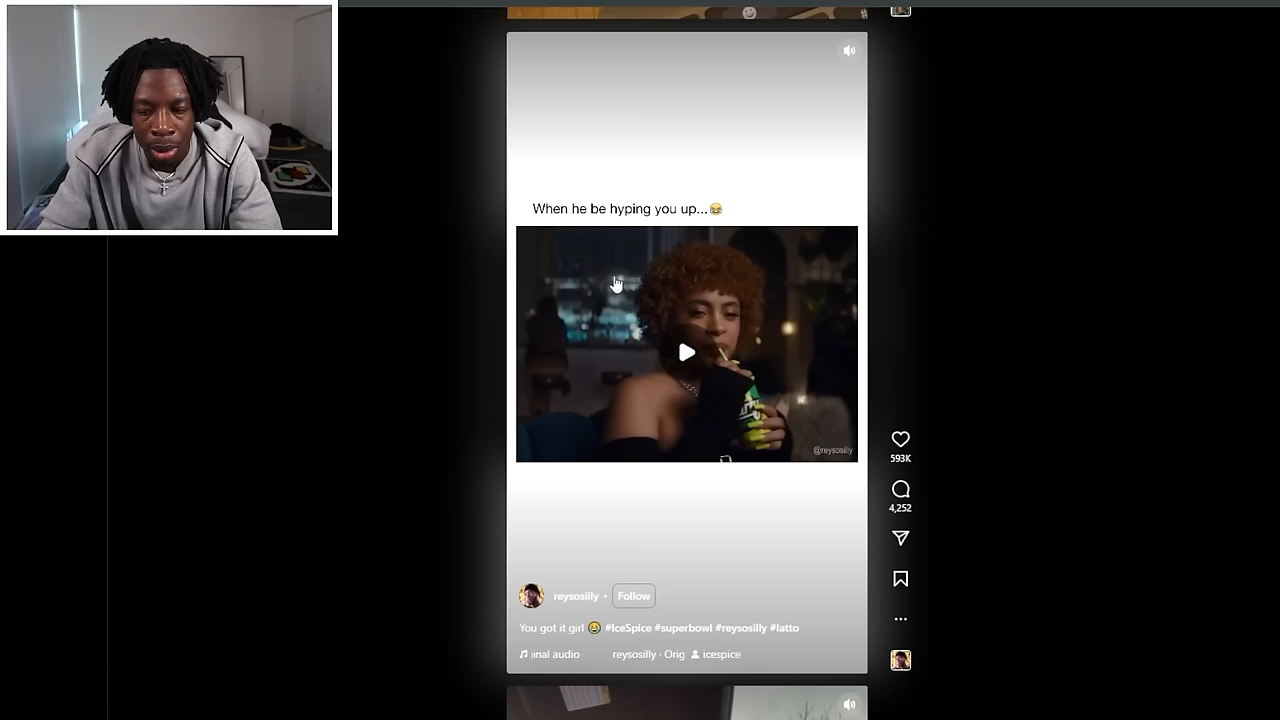 When he be hyping you up...😂
@reysosilly
593K
4,252
reysosilly • Follow
You got it girl 😂 #IceSpice #superbowl #reysosilly #latto
inal audio reysosilly · Orig icespice